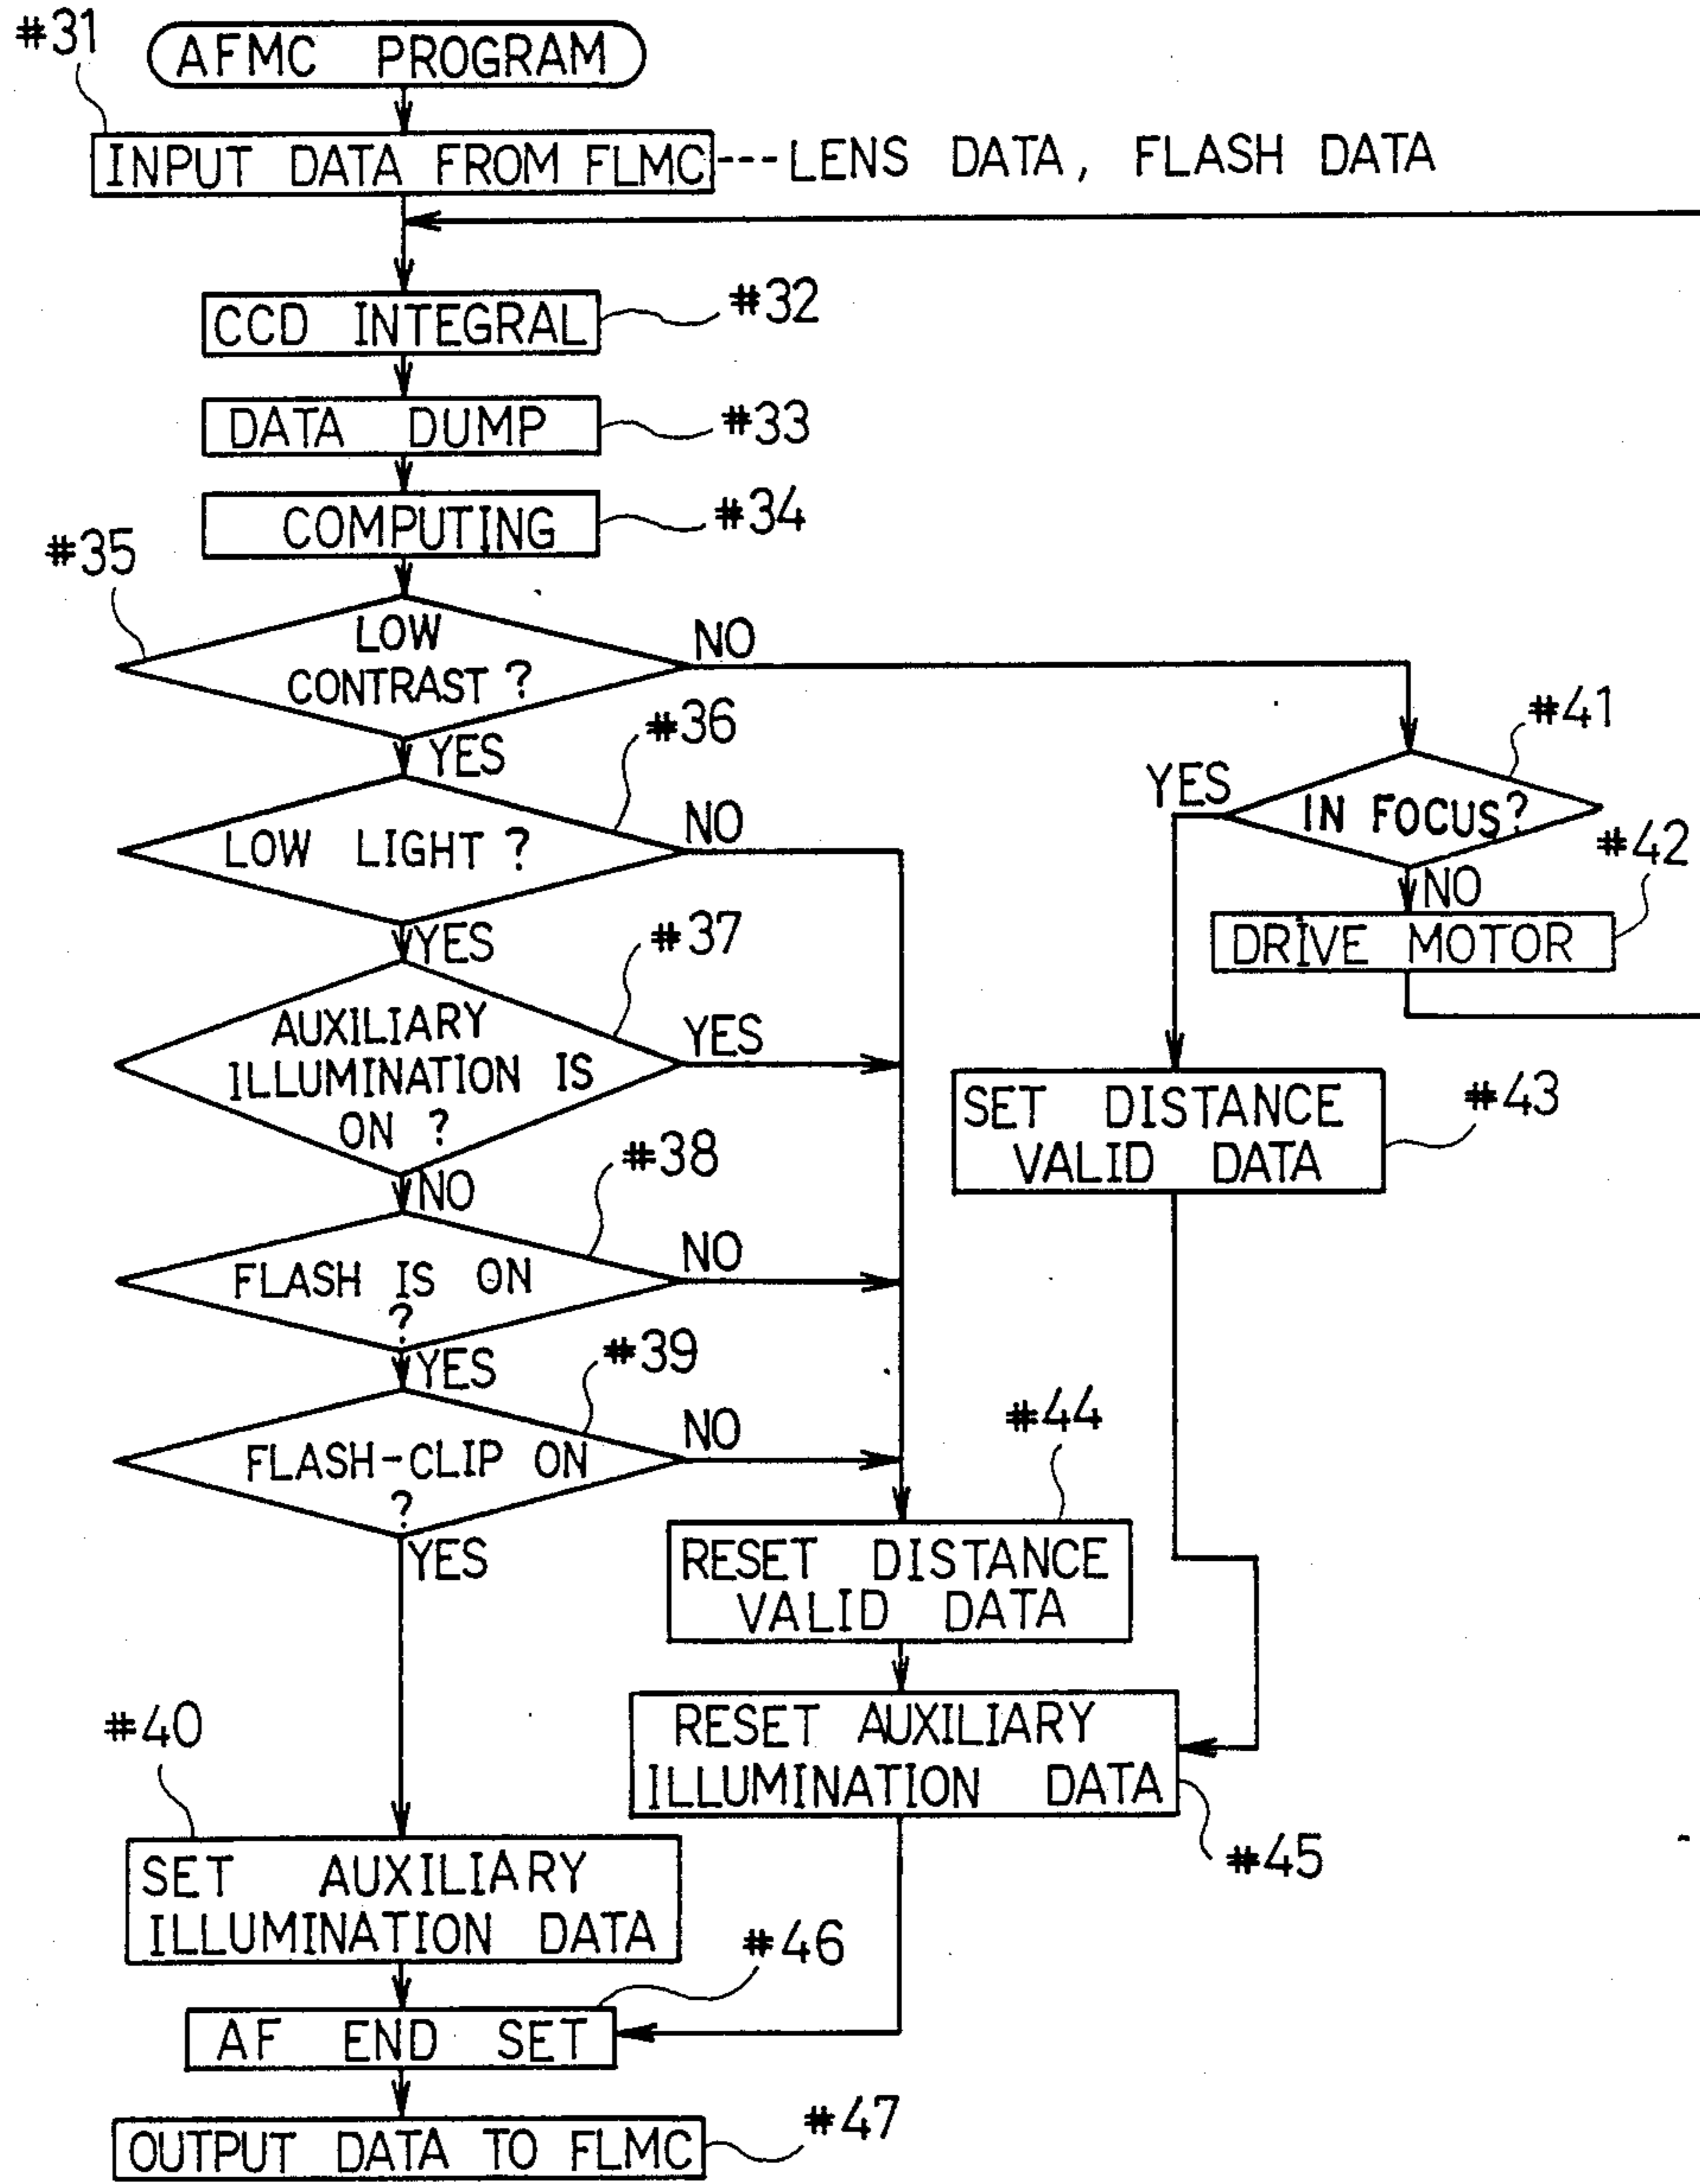 #31
AFMC PROGRAM
INPUT DATA FROM FLMC---LENS DATA, FLASH DATA
CCD INTEGRAL
#32
DATA DUMP
#33
COMPUTING
#34
#35
LOW
CONTRAST ?
NO
YES
#36
LOW LIGHT ?
NO
YES
#37
AUXILIARY
ILLUMINATION IS
ON ?
YES
NO
#38
FLASH IS ON
?
NO
YES
#39
FLASH-CLIP ON
?
NO
YES
#41
IN FOCUS?
YES
NO
#42
DRIVE MOTOR
SET DISTANCE
VALID DATA
#43
#44
RESET DISTANCE
VALID DATA
RESET AUXILIARY
ILLUMINATION DATA
#45
#40
SET AUXILIARY
ILLUMINATION DATA
#46
AF END SET
OUTPUT DATA TO FLMC
#47